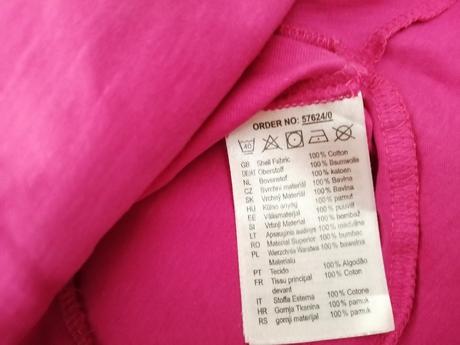 ORDER NO: 57624/0
40
GB Shell Fabric 100% Cotton
DE/AT Oberstoff 100% Baumwolle
NL Bovenstof 100% katoen
CZ Svrchní materiál 100% Bavlna
SK Vrchný Materiál 100% Bavlna
HU Külső anyag 100% pamut
EE Välismaterjal 100% puuvill
SI Vrhnji Material 100% bombaž
LT 100%
RO Material Superior 100% bumbac
PL Wierzchnia Warstwa 100% bawełna
Materiału
PT Tecido 100% Algodão
FR Tissu principal 100% Coton
devant
IT Stoffa Esterna 100% Cotone
HR Gornja Tkanina 100% pamuk
RS gornji materijal 100% pamuk